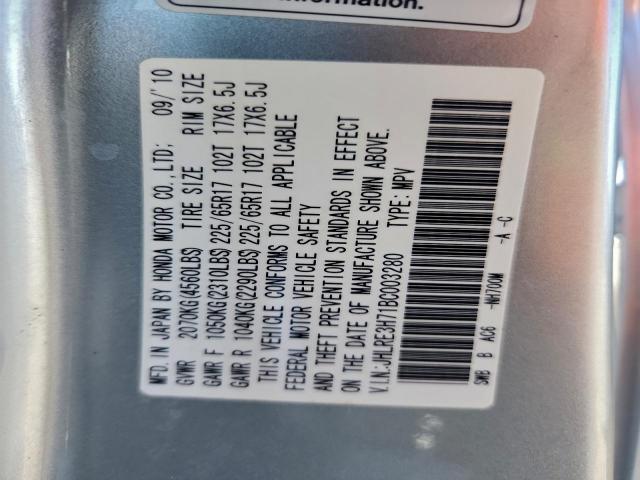 information.
MFD. IN JAPAN BY HONDA MOTOR CO.,LTD; 09/'10
GVWR 2070KG(4560LBS) TIRE SIZE RIM SIZE
GAWR F 1050KG(2310LBS) 225/65R17 102T 17X6.5J
GAWR R 1040KG(2290LBS) 225/65R17 102T 17X6.5J
THIS VEHICLE CONFORMS TO ALL APPLICABLE
FEDERAL MOTOR VEHICLE SAFETY
AND THEFT PREVENTION STANDARDS IN EFFECT
ON THE DATE OF MANUFACTURE SHOWN ABOVE.
V.I.N:JHLRE3H71BC003280 TYPE: MPV
SWB B AC6 -NH700M -A -C